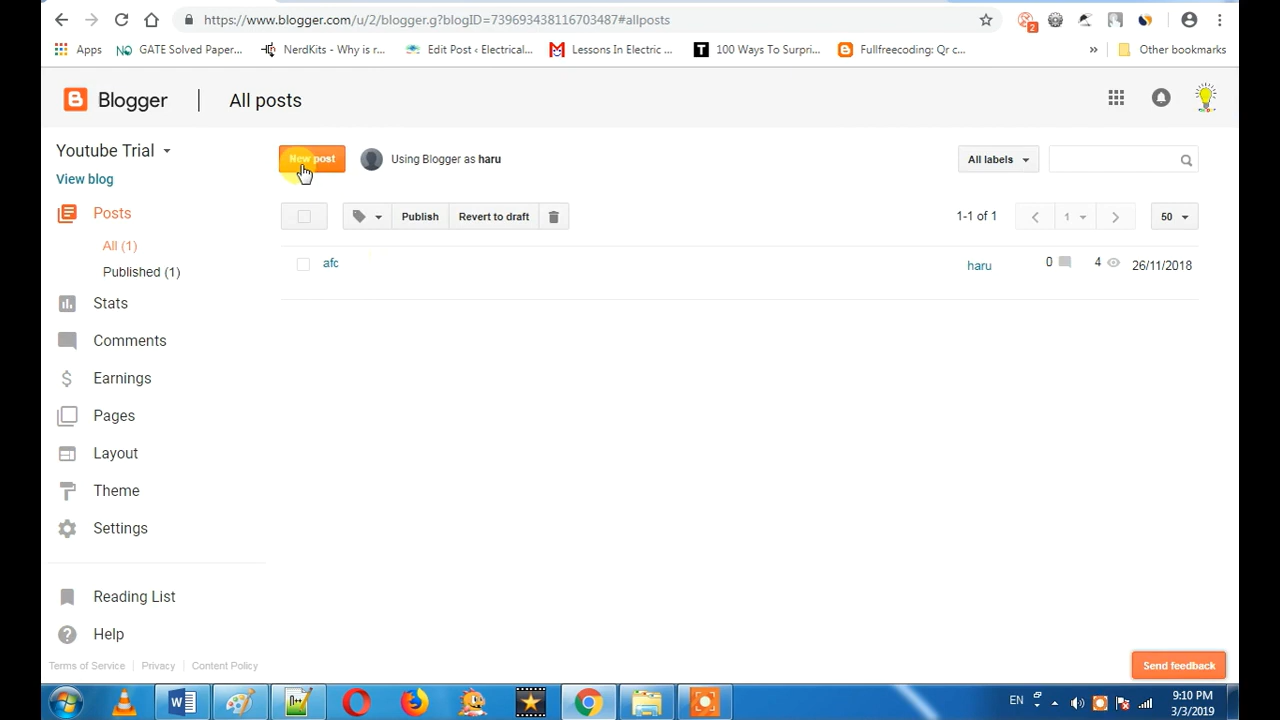 https://www.blogger.com/u/2/blogger.g?blogID=739693438116703487#allposts
2
Apps
GATE Solved Paper...
NerdKits - Why is r...
Edit Post ‹ Electrical...
Lessons In Electric ...
100 Ways To Surpri...
Fullfreecoding: Qr c...
»
Other bookmarks
Blogger
All posts
Youtube Trial
New post
Using Blogger as haru
All labels
View blog
Posts
Publish
Revert to draft
1-1 of 1
1
50
All (1)
afc
haru
0
4
26/11/2018
Published (1)
Stats
Comments
Earnings
Pages
Layout
Theme
Settings
Reading List
Help
Terms of Service
Privacy
Content Policy
Send feedback
EN
9:10 PM
3/3/2019